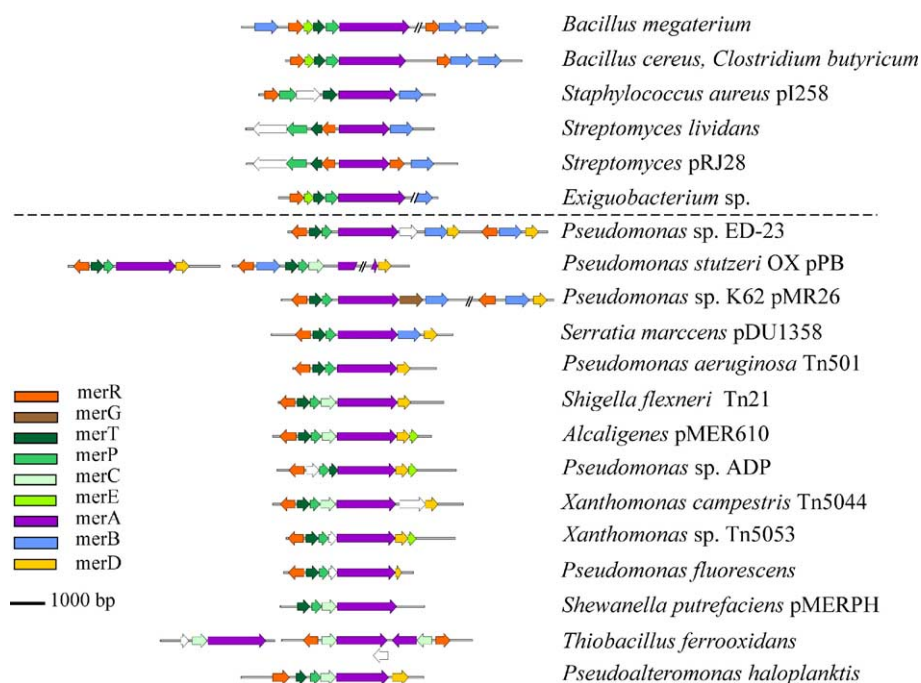 Bacillus megaterium
Bacillus cereus, Clostridium butyricum
Staphylococcus aureus pI258
Streptomyces lividans
Streptomyces pRJ28
Exiguobacterium sp.
Pseudomonas sp. ED-23
Pseudomonas stutzeri OX pPB
Pseudomonas sp. K62 pMR26
Serratia marccens pDU1358
Pseudomonas aeruginosa Tn501
Shigella flexneri Tn21
Alcaligenes pMER610
Pseudomonas sp. ADP
Xanthomonas campestris Tn5044
Xanthomonas sp. Tn5053
Pseudomonas fluorescens
Shewanella putrefaciens pMERPH
Thiobacillus ferrooxidans
Pseudoalteromonas haloplanktis
merR
merG
merT
merP
merC
merE
merA
merB
merD
1000 bp